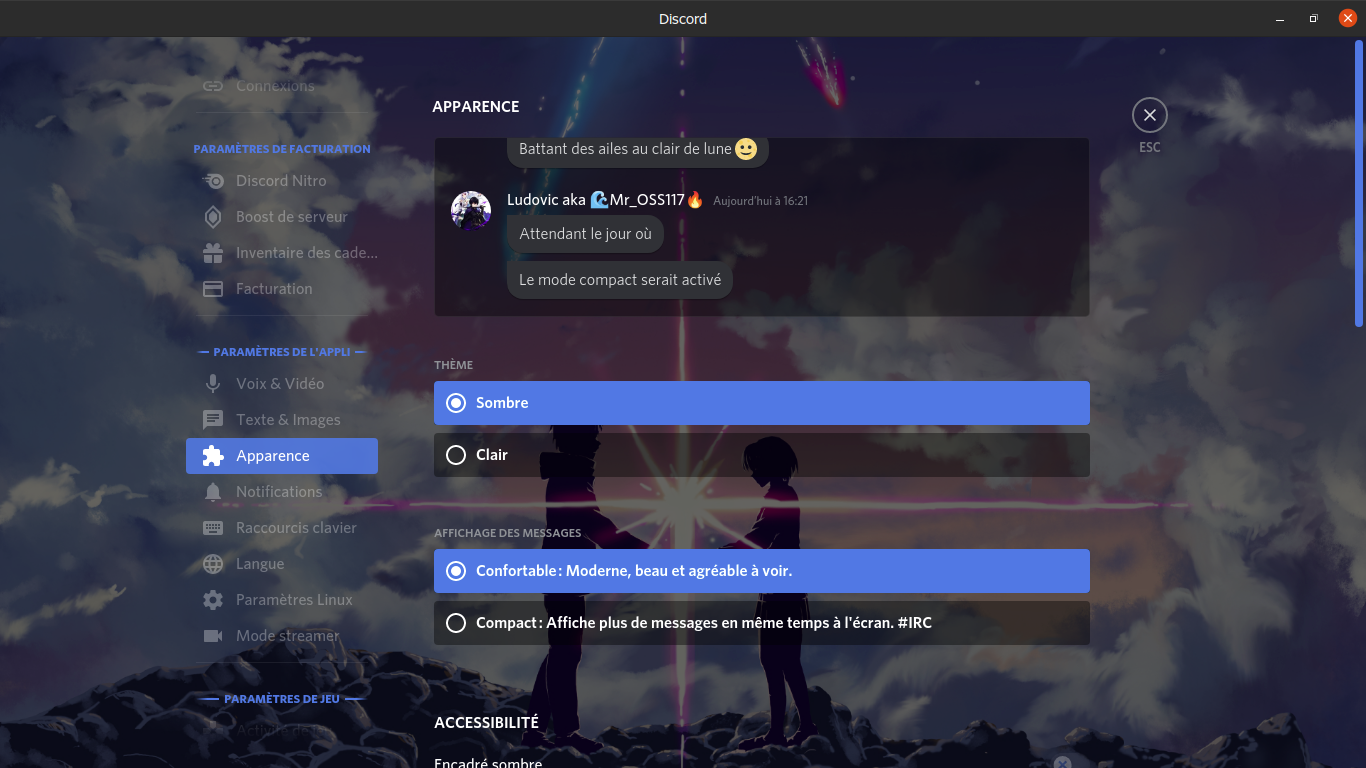 Discord
Connexions
PARAMÈTRES DE FACTURATION
Discord Nitro
Boost de serveur
Inventaire des cade...
Facturation
PARAMÈTRES DE L'APPLI
Voix & Vidéo
Texte & Images
Apparence
Notifications
Raccourcis clavier
Langue
Paramètres Linux
Mode streamer
PARAMÈTRES DE JEU
Activité de jeu
APPARENCE
ESC
Battant des ailes au clair de lune🙂
Ludovic aka 🌊Mr_OSS117🔥 Aujourd'hui à 16:21
Attendant le jour où
Le mode compact serait activé
THÈME
Sombre
Clair
AFFICHAGE DES MESSAGES
Confortable : Moderne, beau et agréable à voir.
Compact : Affiche plus de messages en même temps à l'écran. #IRC
ACCESSIBILITÉ
Encadré sombre